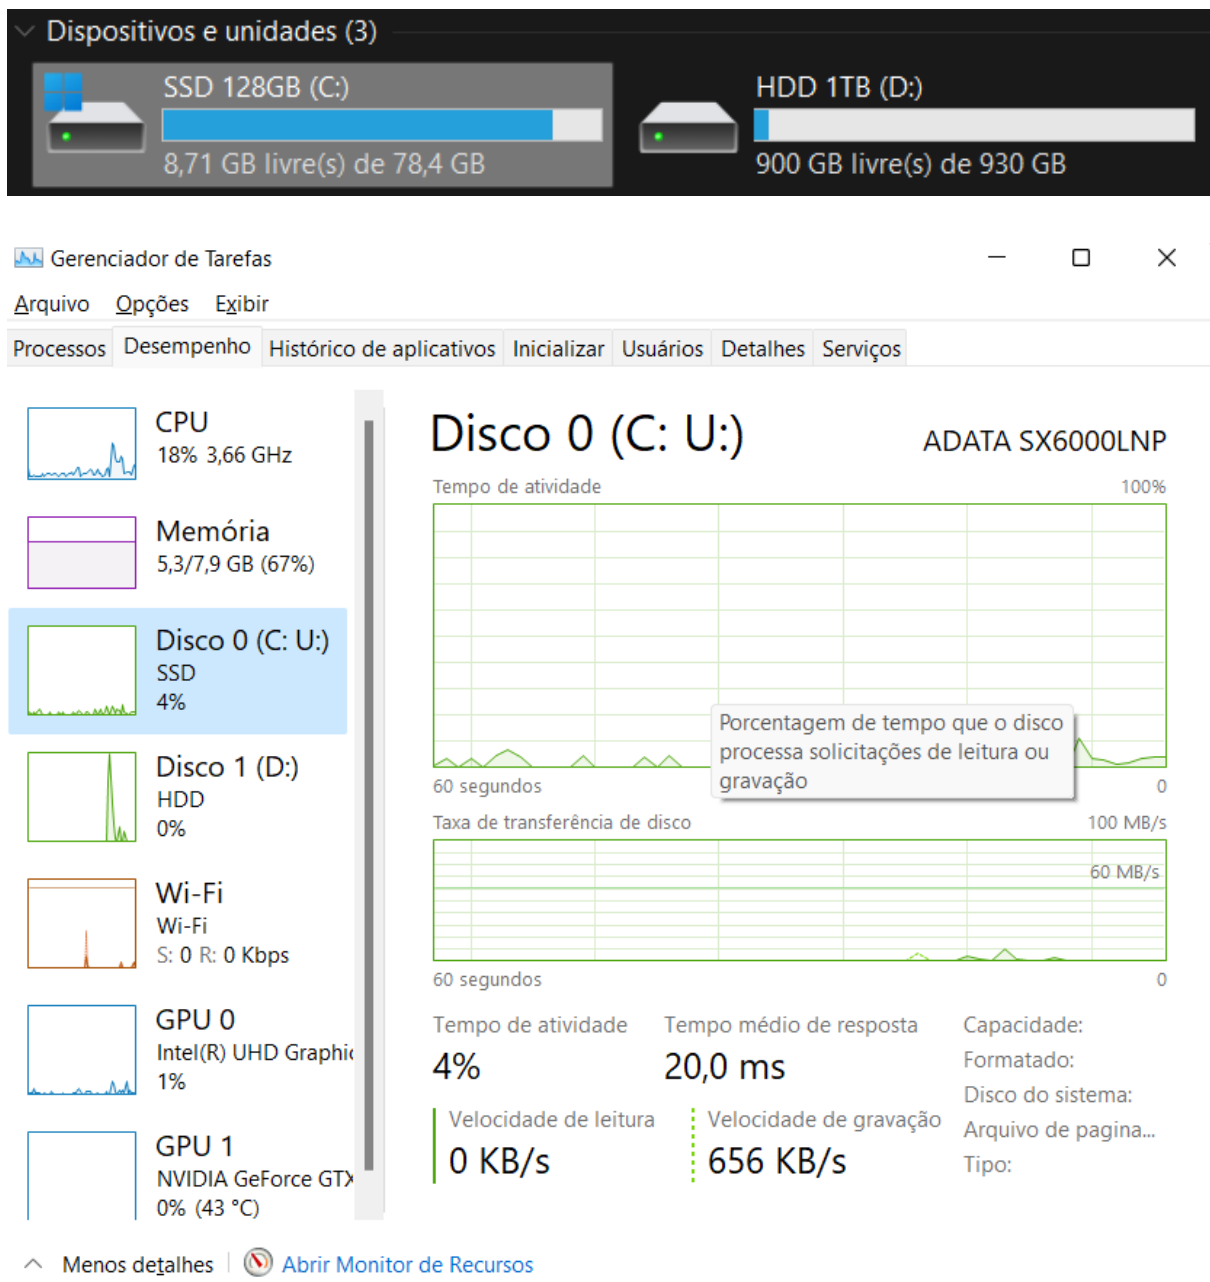 Dispositivos e unidades (3)
SSD 128GB (C:)
8,71 GB livre(s) de 78,4 GB
HDD 1TB (D:)
900 GB livre(s) de 930 GB
Gerenciador de Tarefas
Arquivo Opções Exibir
Processos Desempenho Histórico de aplicativos Inicializar Usuários Detalhes Serviços
CPU
18% 3,66 GHz
Memória
5,3/7,9 GB (67%)
Disco 0 (C: U:)
SSD
4%
Disco 1 (D:)
HDD
0%
Wi-Fi
Wi-Fi
S: 0 R: 0 Kbps
GPU 0
Intel(R) UHD Graphic
1%
GPU 1
NVIDIA GeForce GTX
0% (43 °C)
Disco 0 (C: U:) ADATA SX6000LNP
Tempo de atividade 100%
Porcentagem de tempo que o disco
processa solicitações de leitura ou
gravação
60 segundos 0
Taxa de transferência de disco 100 MB/s
60 MB/s
60 segundos 0
Tempo de atividade
4%
Tempo médio de resposta
20,0 ms
Velocidade de leitura
0 KB/s
Velocidade de gravação
656 KB/s
Capacidade:
Formatado:
Disco do sistema:
Arquivo de pagina...
Tipo:
Menos detalhes Abrir Monitor de Recursos